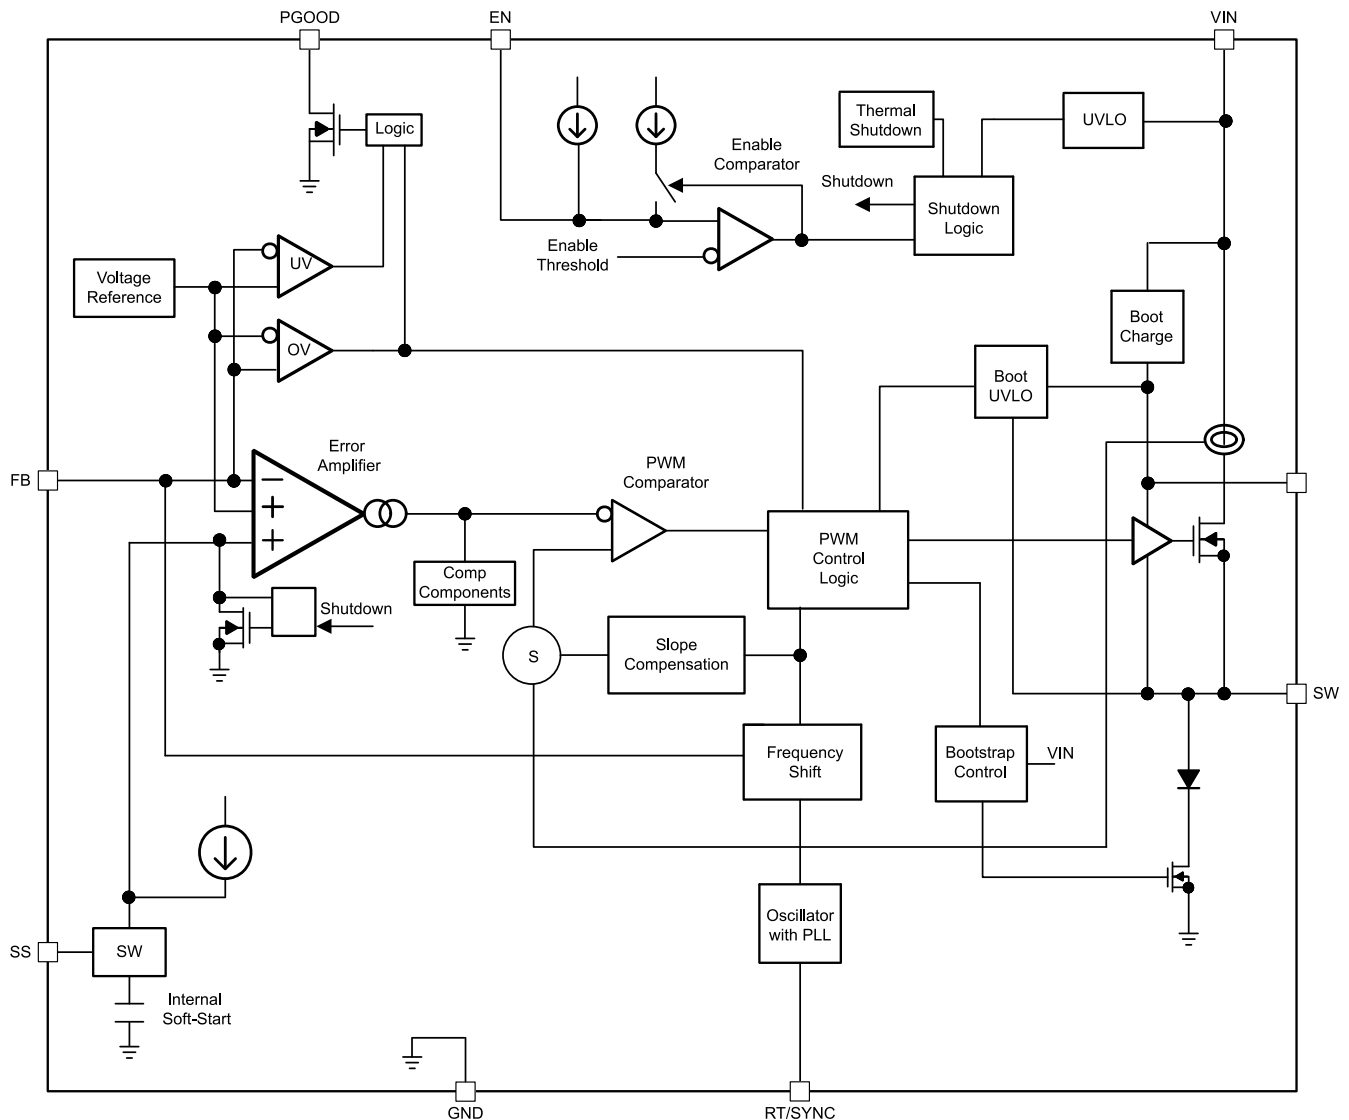 PGOOD
EN
VIN
Logic
Thermal
Shutdown
UVLO
Enable
Comparator
Shutdown
Shutdown
Logic
Enable
Threshold
Voltage
Reference
UV
OV
Boot
Charge
Boot
UVLO
Error
Amplifier
PWM
Comparator
FB
−
+
+
PWM
Control
Logic
Comp
Components
Shutdown
S
Slope
Compensation
SW
Frequency
Shift
Bootstrap
Control
VIN
Oscillator
with PLL
SS
SW
Internal
Soft-Start
GND
RT/SYNC